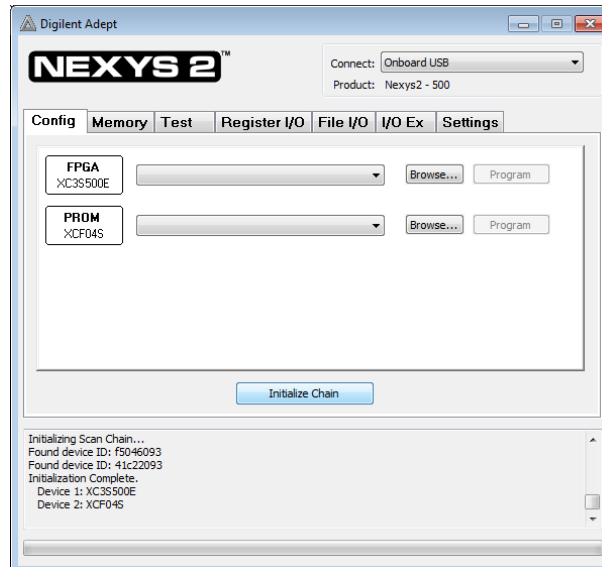 Digilent Adept
NEXYS 2™
Connect: Onboard USB
Product: Nexys2 - 500
Config Memory Test Register I/O File I/O I/O Ex Settings
FPGA
XC3S500E
Browse... Program
PROM
XCF04S
Browse... Program
Initialize Chain
Initializing Scan Chain...
Found device ID: f5046093
Found device ID: 41c22093
Initialization Complete.
Device 1: XC3S500E
Device 2: XCF04S